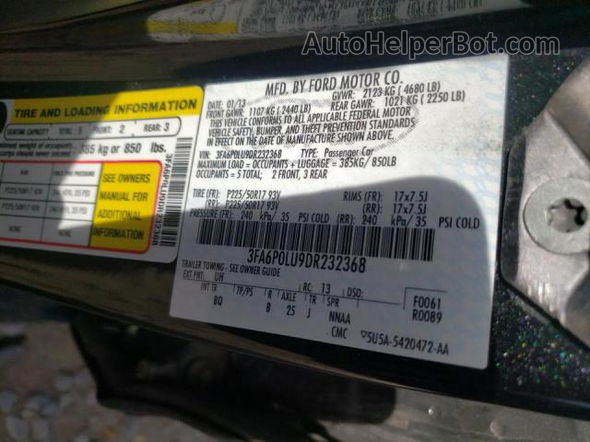 AutoHelperBot.com
MFD. BY FORD MOTOR CO.
DATE: 01/13 GVWR: 2123 KG (4680 LB)
FRONT GAWR: 1107 KG (2440 LB) REAR GAWR: 1021 KG (2250 LB)
THIS VEHICLE CONFORMS TO ALL APPLICABLE FEDERAL MOTOR
VEHICLE SAFETY, BUMPER, AND THEFT PREVENTION STANDARDS
IN EFFECT ON THE DATE OF MANUFACTURE SHOWN ABOVE.
VIN: 3FA6P0LU9DR232368 TYPE: Passenger Car
MAXIMUM LOAD = OCCUPANTS + LUGGAGE = 385KG/850LB
OCCUPANTS = 5 TOTAL: 2 FRONT, 3 REAR
TIRE (FR): P225/50R17 93V RIMS (FR): 17x7.5J
(RR): P225/50R17 93V (RR): 17x7.5J
PRESSURE (FR): 240 kPa/35 PSI COLD (RR): 240 kPa/35 PSI COLD
3FA6P0LU9DR232368
TRAILER TOWING - SEE OWNER GUIDE
EXT PNT: UH RC: 13 DSO: F0061
INT TR TP/PS R AXLE TR SPR R0089
BQ B 25 J NNAA
CMC 5U5A-5420472-AA
TIRE AND LOADING INFORMATION
SEATING CAPACITY TOTAL 5 FRONT: 2 REAR: 3
385 kg or 850 lbs.
SEE OWNERS
MANUAL FOR
ADDITIONAL
INFORMATION
3FA6P0LU9DR232368